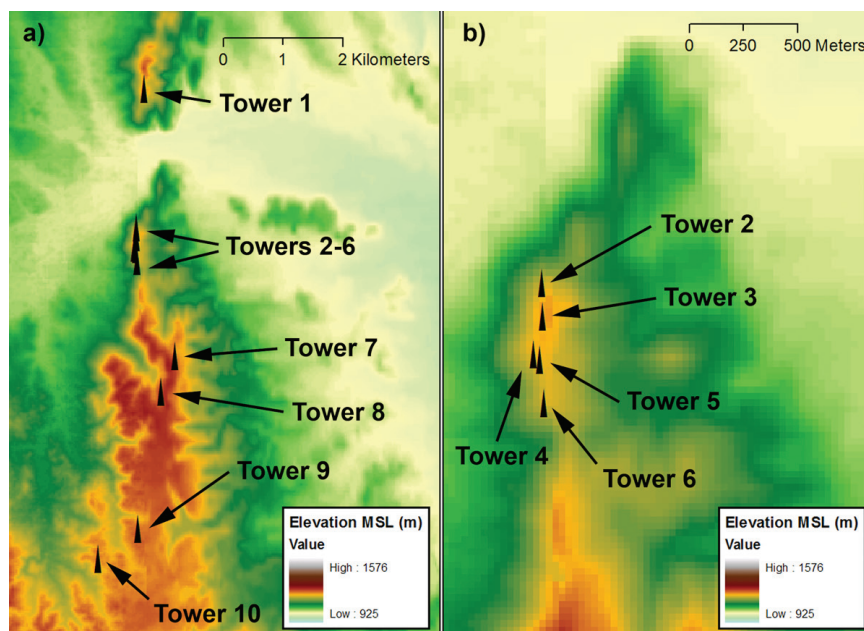 a)
0 1 2 Kilometers
Tower 1
Towers 2-6
Tower 7
Tower 8
Tower 9
Tower 10
Elevation MSL (m)
Value
High : 1576
Low : 925
b)
0 250 500 Meters
Tower 2
Tower 3
Tower 5
Tower 4
Tower 6
Elevation MSL (m)
Value
High : 1576
Low : 925